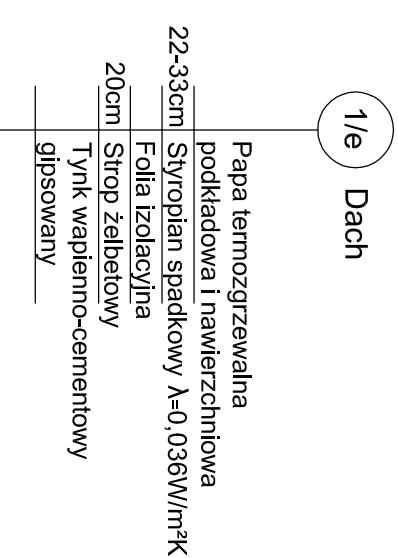 1/e Dach
Papa termozgrzewalna
podkładowa i nawierzchniowa
22-33cm Styropian spadkowy λ=0,036W/m²K
Folia izolacyjna
20cm Strop żelbetowy
Tynk wapienno-cementowy
gipsowany